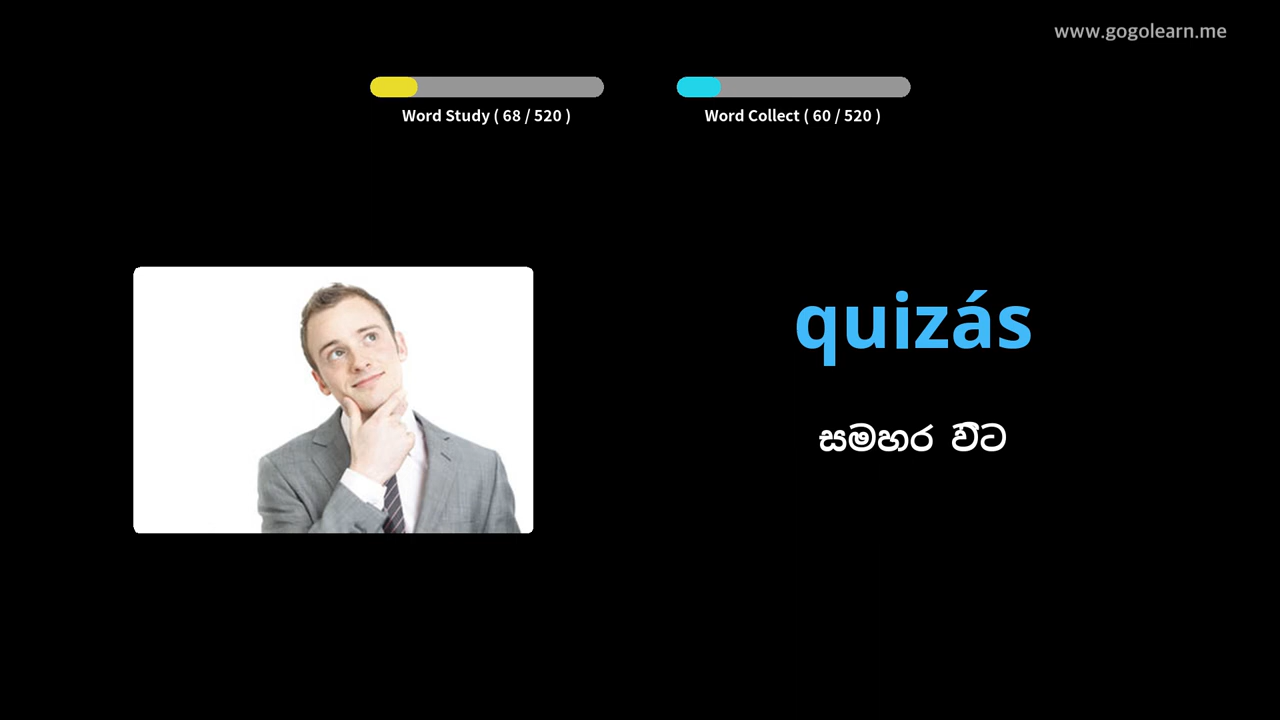 www.gogolearn.me
Word Study ( 68 / 520 )
Word Collect ( 60 / 520 )
quizás
සමහර විට